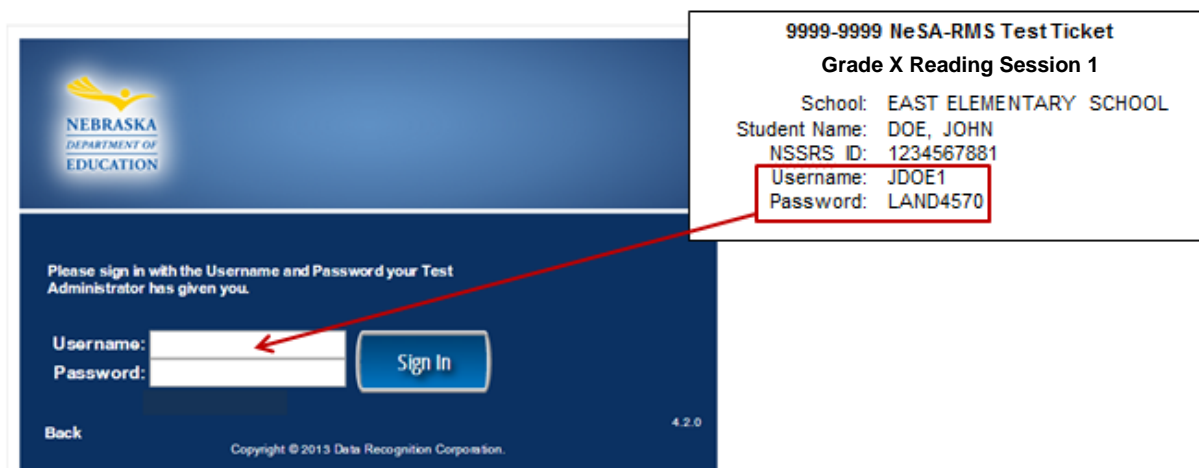 9999-9999 NeSA-RMS Test Ticket
Grade X Reading Session 1
School: EAST ELEMENTARY SCHOOL
Student Name: DOE, JOHN
NSSRS ID: 1234567881
Username: JDOE1
Password: LAND4570
NEBRASKA
DEPARTMENT OF
EDUCATION
Please sign in with the Username and Password your Test
Administrator has given you.
Username:
Password:
Sign In
Back
4.2.0
Copyright © 2013 Data Recognition Corporation.